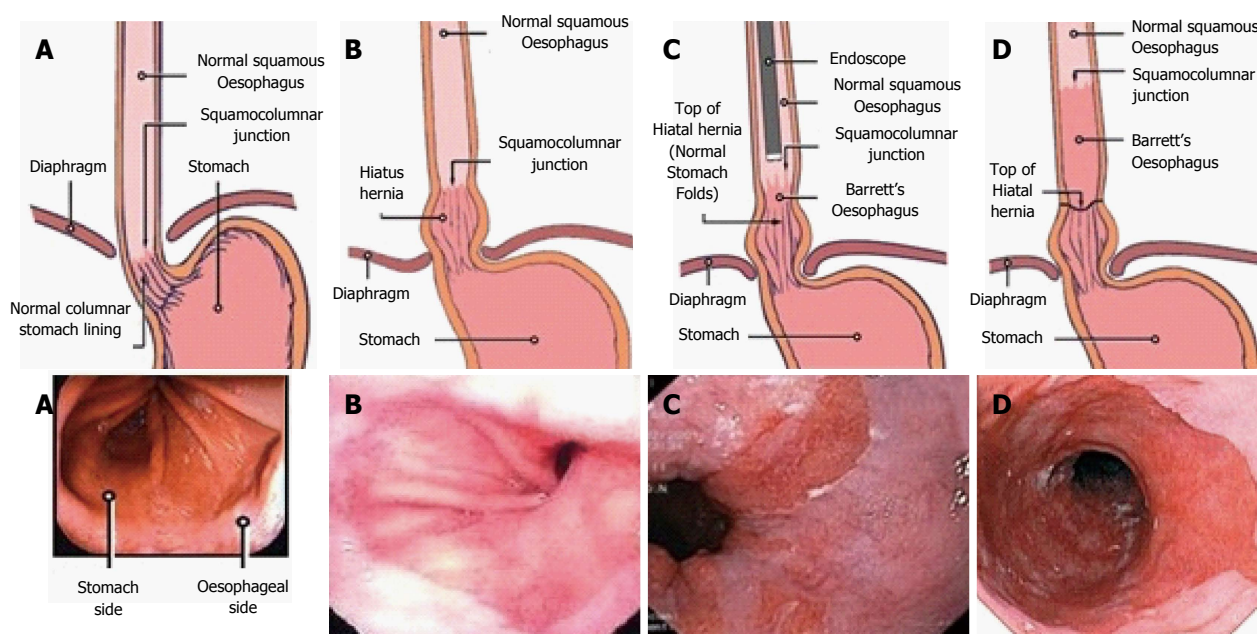 A
Normal squamous
Oesophagus
Squamocolumnar
junction
Diaphragm
Stomach
Normal columnar
stomach lining
B
Normal squamous
Oesophagus
Squamocolumnar
junction
Hiatus
hernia
Diaphragm
Stomach
C
Endoscope
Normal squamous
Oesophagus
Top of
Hiatal hernia
(Normal
Stomach
Folds)
Squamocolumnar
junction
Barrett's
Oesophagus
Diaphragm
Stomach
D
Normal squamous
Oesophagus
Squamocolumnar
junction
Barrett's
Oesophagus
Top of
Hiatal
hernia
Diaphragm
Stomach
A
Stomach
side
Oesophageal
side
B
C
D